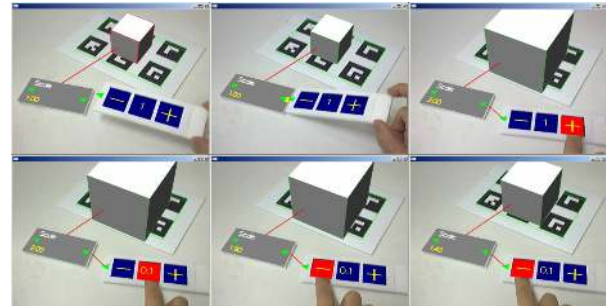 Scale
1.00
— 1 +
Scale
1.00
— 1 +
Scale
2.00
— 1 +
Scale
2.00
— 0.1 +
Scale
1.90
— 0.1 +
Scale
1.40
— 0.1 +